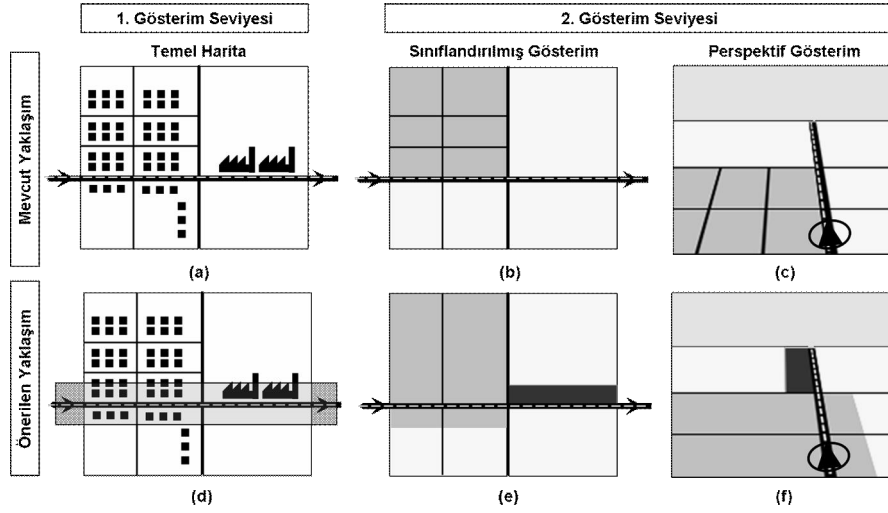 1. Gösterim Seviyesi
2. Gösterim Seviyesi
Temel Harita
Sınıflandırılmış Gösterim
Perspektif Gösterim
Mevcut Yaklaşım
(a)
(b)
(c)
Önerilen Yaklaşım
(d)
(e)
(f)